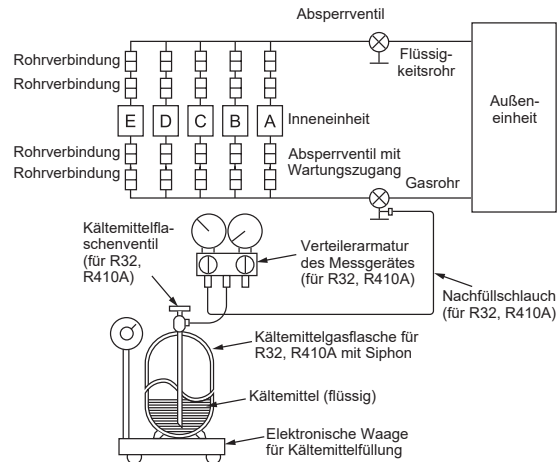 Absperrventil
Rohrverbindung
Flüssig-
keitsrohr
Rohrverbindung
Außen-
einheit
E
D
C
B
A
Inneneinheit
Rohrverbindung
Absperrventil mit
Wartungszugang
Rohrverbindung
Gasrohr
Kältemittelfla-
schenventil
(für R32,
R410A)
Verteilerarmatur
des Messgerätes
(für R32, R410A)
Nachfüllschlauch
(für R32, R410A)
Kältemittelgasflasche für
R32, R410A mit Siphon
Kältemittel (flüssig)
Elektronische Waage
für Kältemittelfüllung